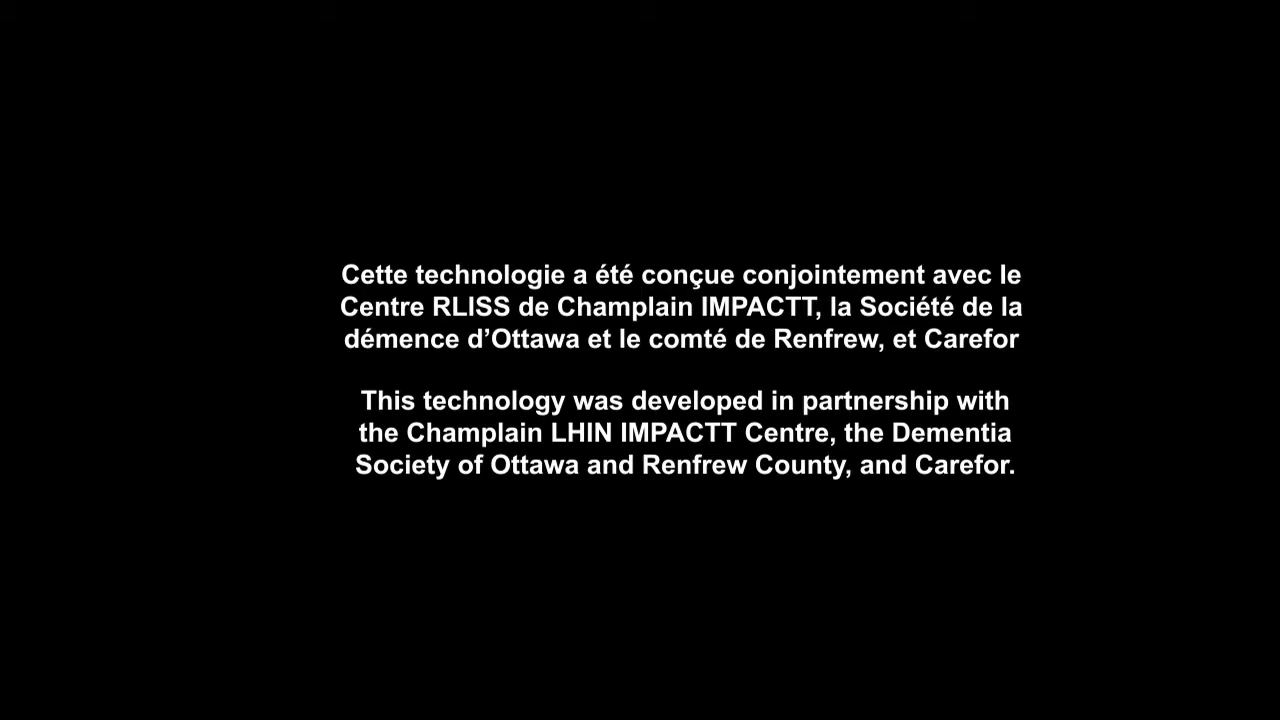 Cette technologie a été conçue conjointement avec le
Centre RLISS de Champlain IMPACTT, la Société de la
démence d’Ottawa et le comté de Renfrew, et Carefor
This technology was developed in partnership with
the Champlain LHIN IMPACTT Centre, the Dementia
Society of Ottawa and Renfrew County, and Carefor.